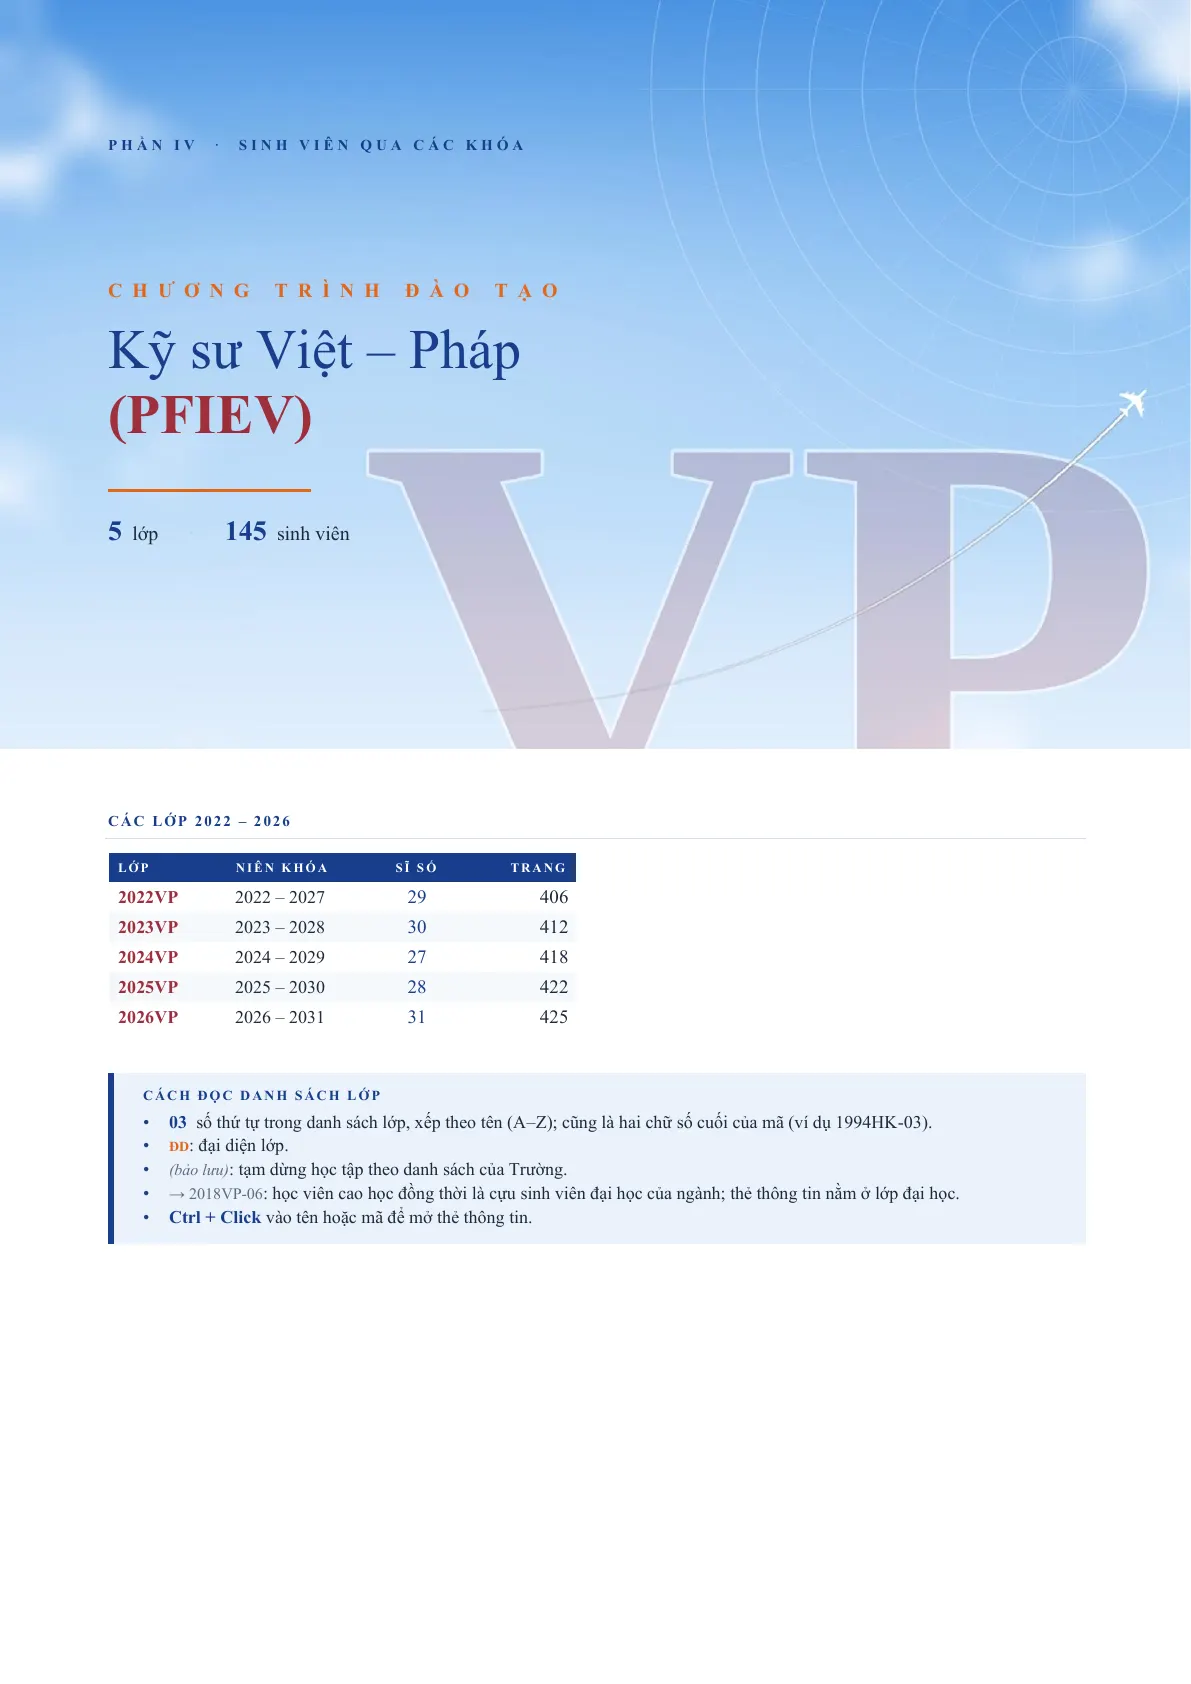 PHẦN IV · SINH VIÊN QUA CÁC KHÓA
CHƯƠNG TRÌNH ĐÀO TẠO
Kỹ sư Việt – Pháp
(PFIEV)
5 lớp · 145 sinh viên
VP
CÁC LỚP 2022 – 2026
LỚP NIÊN KHÓA SĨ SỐ TRANG
2022VP 2022 – 2027 29 406
2023VP 2023 – 2028 30 412
2024VP 2024 – 2029 27 418
2025VP 2025 – 2030 28 422
2026VP 2026 – 2031 31 425
CÁCH ĐỌC DANH SÁCH LỚP
• 03 số thứ tự trong danh sách lớp, xếp theo tên (A–Z); cũng là hai chữ số cuối của mã (ví dụ 1994HK-03).
• ĐD: đại diện lớp.
• (bảo lưu): tạm dừng học tập theo danh sách của Trường.
• → 2018VP-06: học viên cao học đồng thời là cựu sinh viên đại học của ngành; thẻ thông tin nằm ở lớp đại học.
• Ctrl + Click vào tên hoặc mã để mở thẻ thông tin.